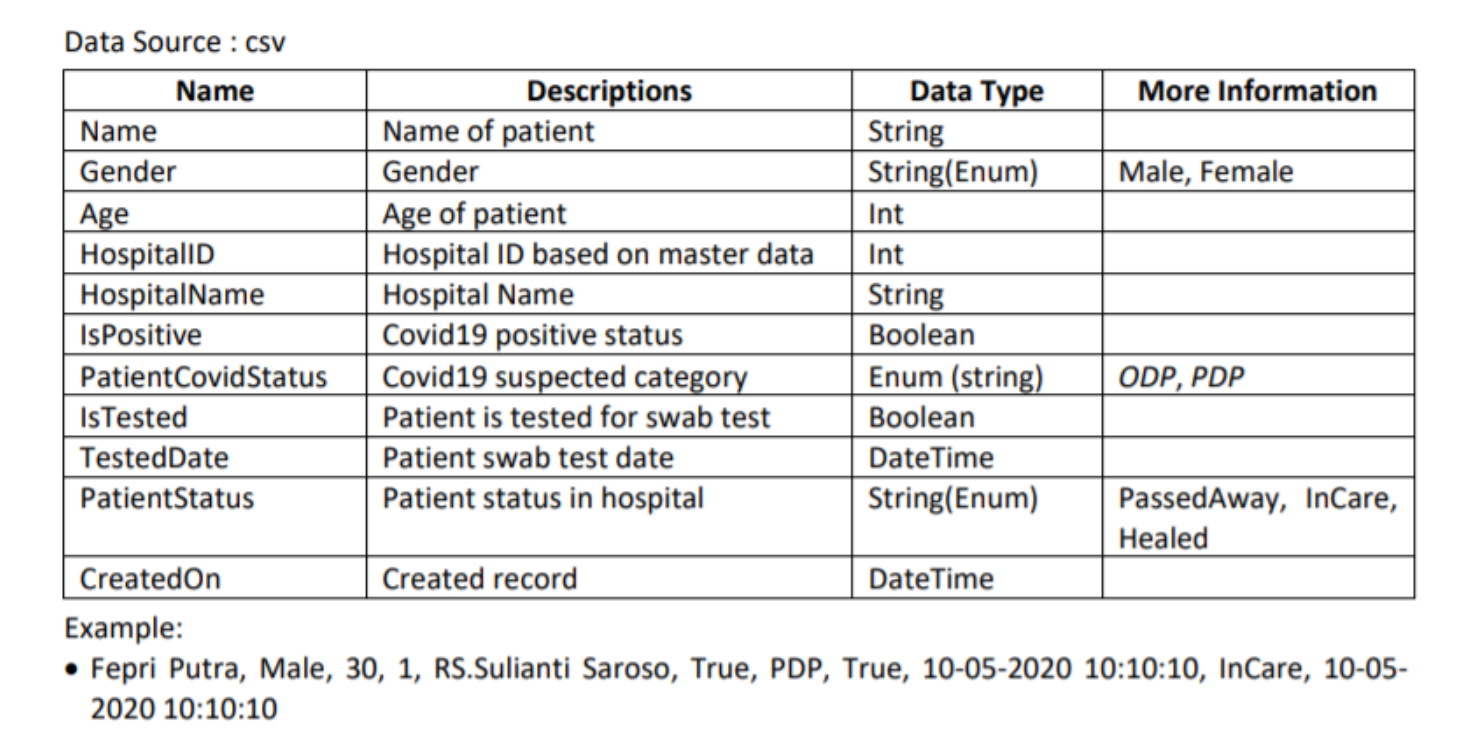 Data Source : csv
Name Descriptions Data Type More Information
Name Name of patient String
Gender Gender String(Enum) Male, Female
Age Age of patient Int
HospitalID Hospital ID based on master data Int
HospitalName Hospital Name String
IsPositive Covid19 positive status Boolean
PatientCovidStatus Covid19 suspected category Enum (string) ODP, PDP
IsTested Patient is tested for swab test Boolean
TestedDate Patient swab test date DateTime
PatientStatus Patient status in hospital String(Enum) PassedAway, InCare,
Healed
CreatedOn Created record DateTime
Example:
• Fepri Putra, Male, 30, 1, RS.Sulianti Saroso, True, PDP, True, 10-05-2020 10:10:10, InCare, 10-05-
2020 10:10:10